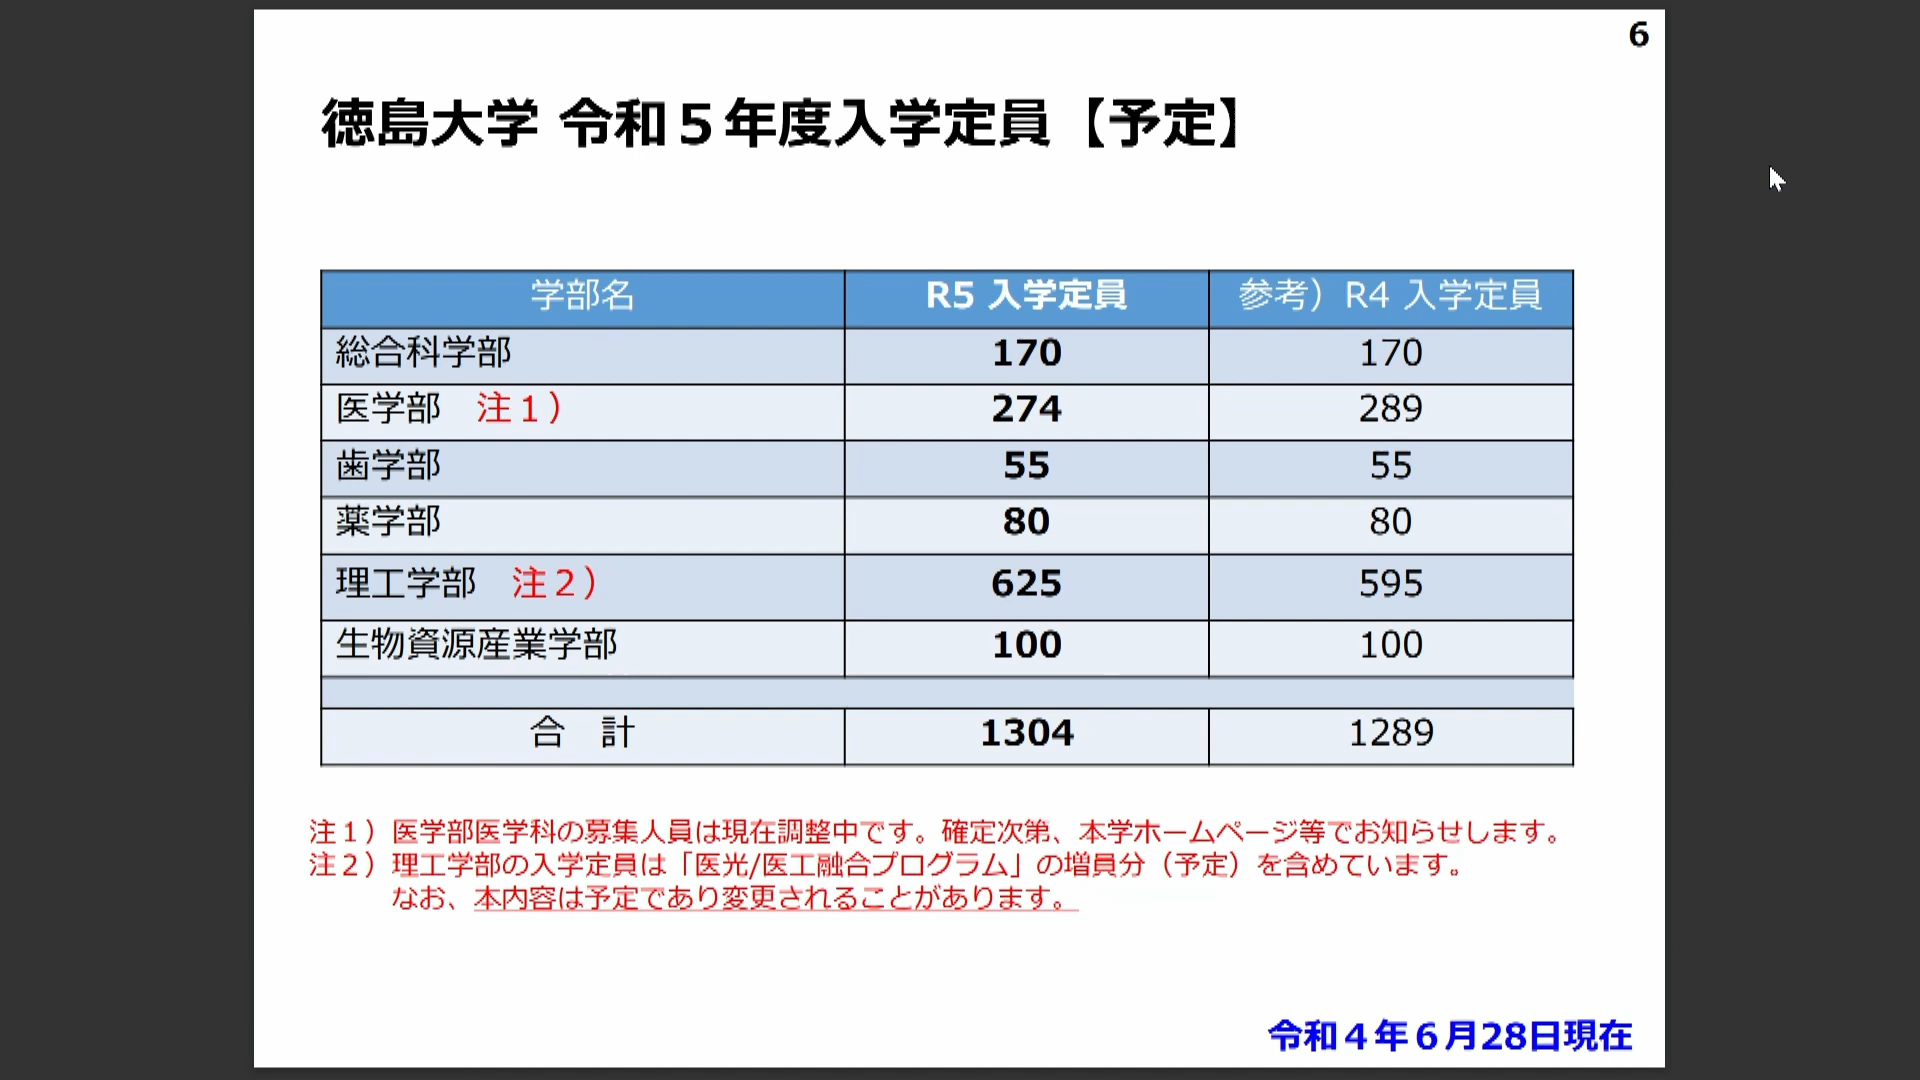 6
徳島大学 令和５年度入学定員【予定】
学部名 R5 入学定員 参考）R4 入学定員
総合科学部 170 170
医学部　注１） 274 289
歯学部 55 55
薬学部 80 80
理工学部　注２） 625 595
生物資源産業学部 100 100
合　計 1304 1289
注１）医学部医学科の募集人員は現在調整中です。確定次第、本学ホームページ等でお知らせします。
注２）理工学部の入学定員は「医光/医工融合プログラム」の増員分（予定）を含めています。
なお、本内容は予定であり変更されることがあります。
令和４年６月28日現在